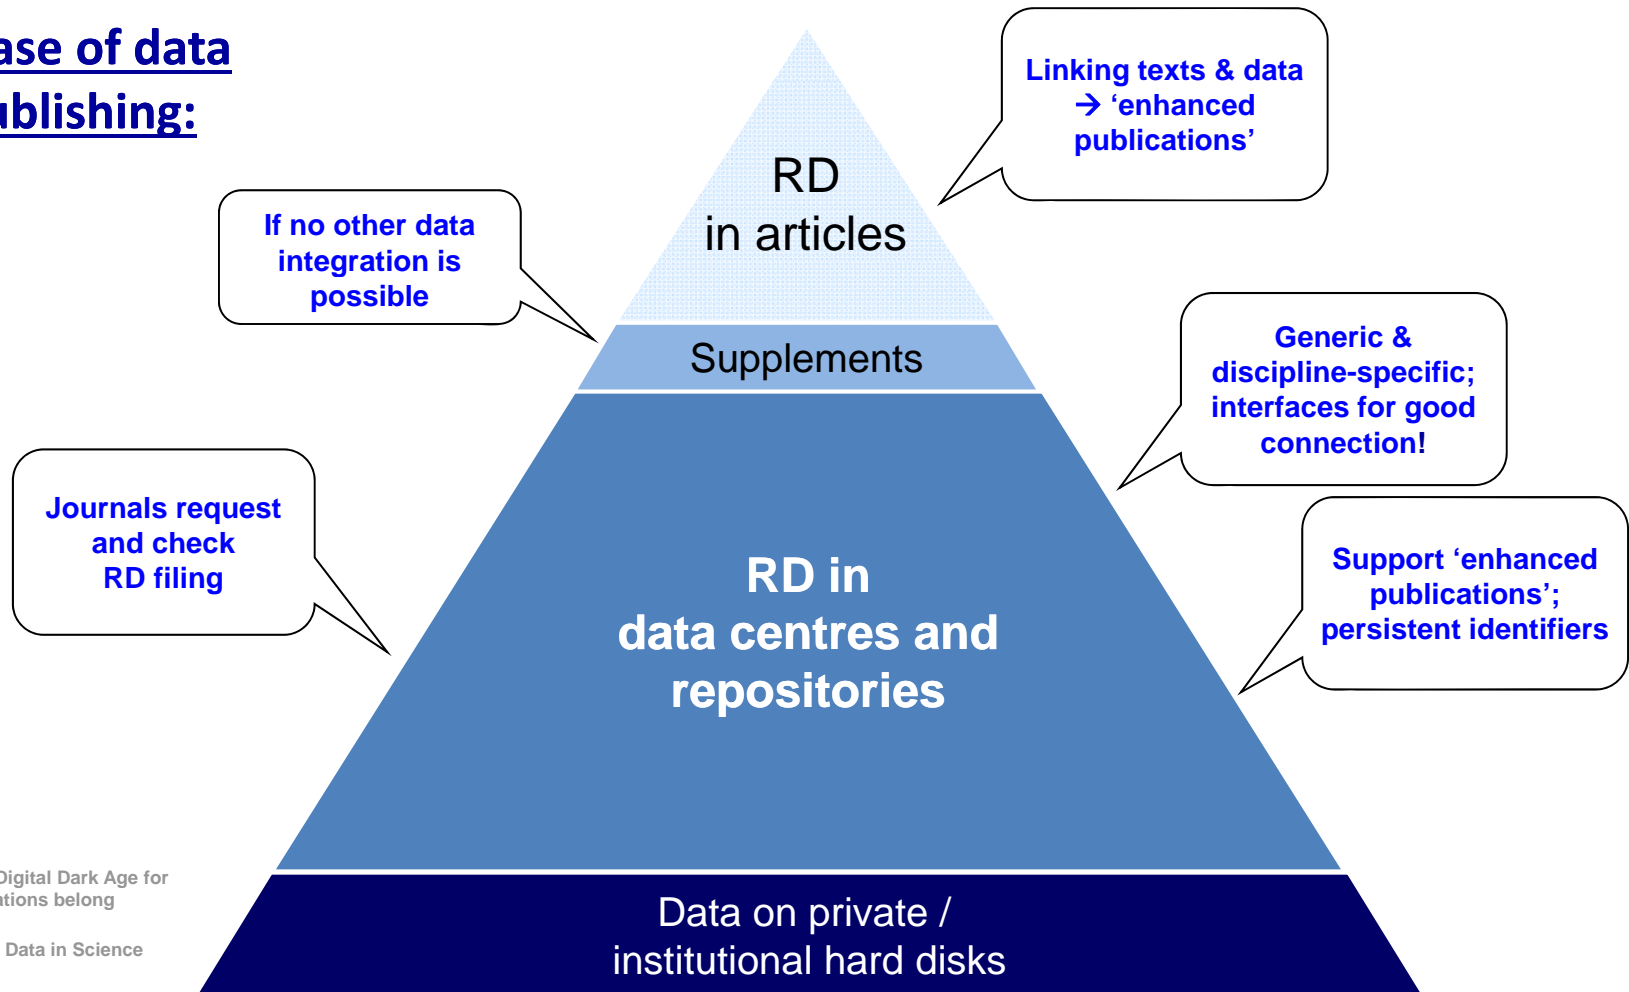 ase of data
ublishing:
Linking texts & data
→ ‘enhanced
publications’
RD
in articles
If no other data
integration is
possible
Supplements
Generic &
discipline-specific;
interfaces for good
connection!
Journals request
and check
RD filing
Support ‘enhanced
publications’;
persistent identifiers
RD in
data centres and
repositories
Digital Dark Age for
ations belong
Data in Science
Data on private /
institutional hard disks